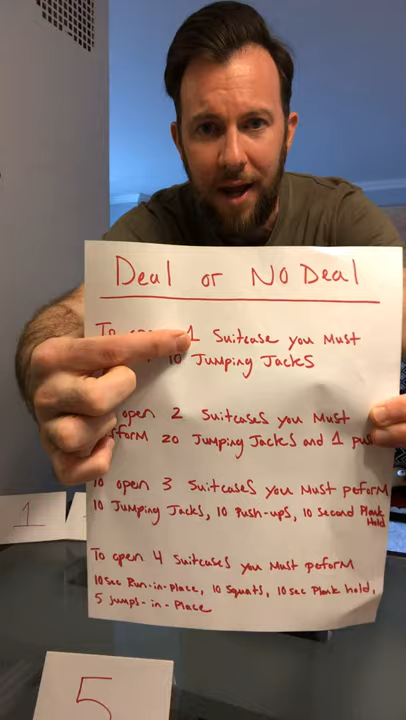 Deal or No Deal
To 1 Suitcase you Must
10 Jumping Jacks
open 2 Suitcases you Must
form 20 Jumping Jacks and 1 pus
To open 3 Suitcases you Must peform
10 Jumping Jacks, 10 Push-ups, 10 second Plank
Hold
To open 4 Suitcases you Must peform
10sec Run-in-Place, 10 Squats, 10sec Plank hold,
5 Jumps-in-Place
1
5